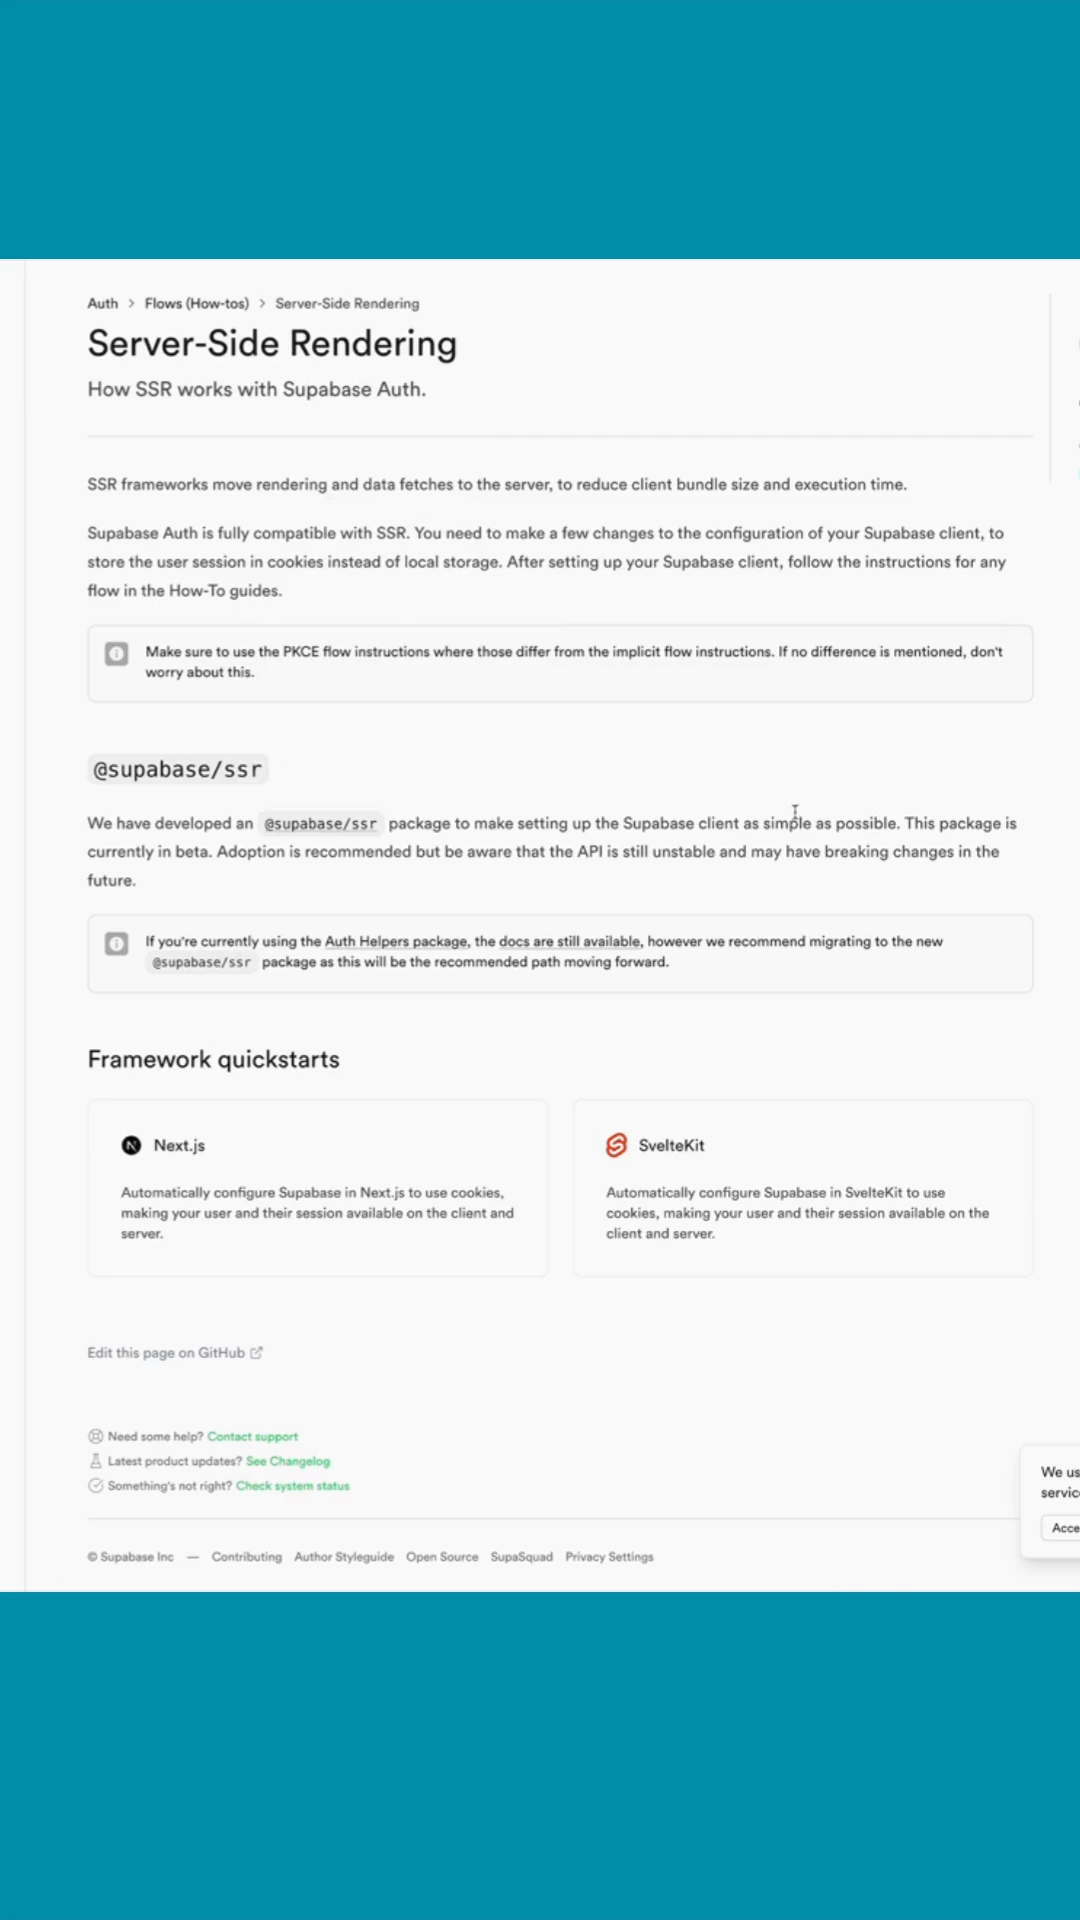 Auth > Flows (How-tos) > Server-Side Rendering
Server-Side Rendering
How SSR works with Supabase Auth.
SSR frameworks move rendering and data fetches to the server, to reduce client bundle size and execution time.
Supabase Auth is fully compatible with SSR. You need to make a few changes to the configuration of your Supabase client, to
store the user session in cookies instead of local storage. After setting up your Supabase client, follow the instructions for any
flow in the How-To guides.
Make sure to use the PKCE flow instructions where those differ from the implicit flow instructions. If no difference is mentioned, don't
worry about this.
@supabase/ssr
We have developed an @supabase/ssr package to make setting up the Supabase client as simple as possible. This package is
currently in beta. Adoption is recommended but be aware that the API is still unstable and may have breaking changes in the
future.
If you're currently using the Auth Helpers package, the docs are still available, however we recommend migrating to the new
@supabase/ssr package as this will be the recommended path moving forward.
Framework quickstarts
Next.js
Automatically configure Supabase in Next.js to use cookies,
making your user and their session available on the client and
server.
SvelteKit
Automatically configure Supabase in SvelteKit to use
cookies, making your user and their session available on the
client and server.
Edit this page on GitHub
Need some help? Contact support
Latest product updates? See Changelog
Something's not right? Check system status
We us
servic
Acce
© Supabase Inc — Contributing Author Styleguide Open Source SupaSquad Privacy Settings